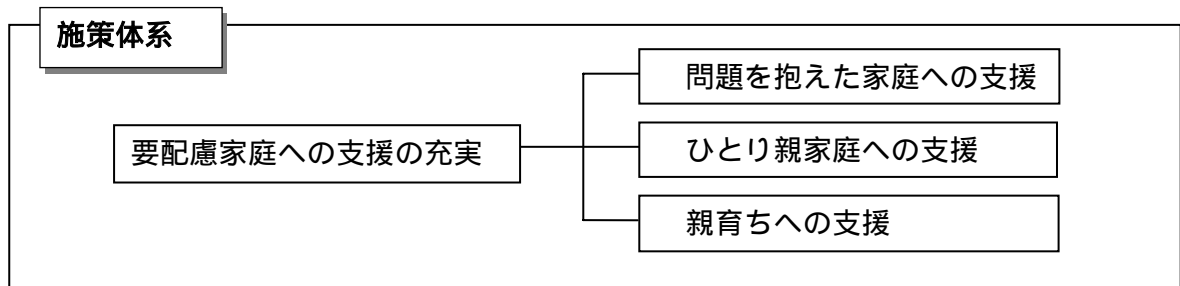 施策体系
問題を抱えた家庭への支援
要配慮家庭への支援の充実
ひとり親家庭への支援
親育ちへの支援